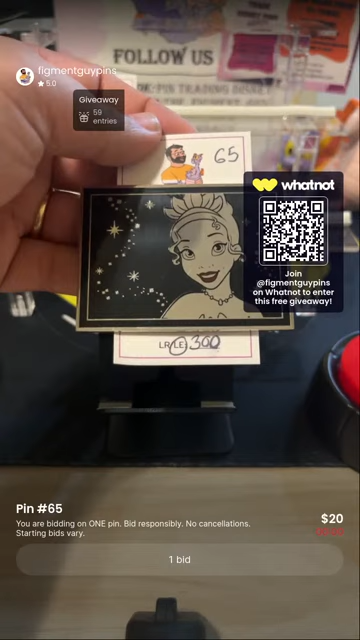 figmentguypins
★ 5.0
Giveaway
59
entries
FOLLOW US
PIN TRADING
65
whatnot
Join
@figmentguypins
on Whatnot to enter
this free giveaway!
LR/LE: 300
Pin #65
You are bidding on ONE pin. Bid responsibly. No cancellations.
Starting bids vary.
$20
1 bid